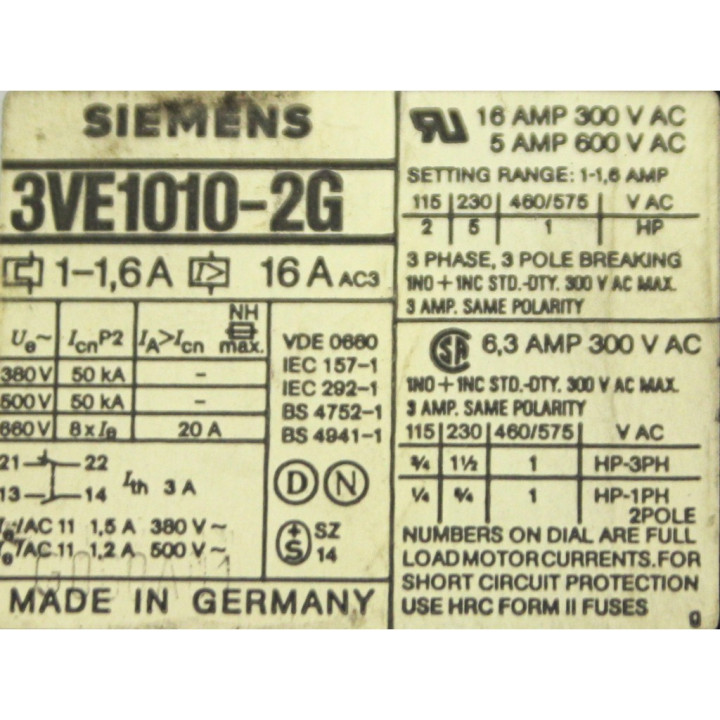 SIEMENS
3VE1010-2G
1-1,6A I> 16A AC3
NH
Ue~ IcnP2 IA>Icn max.
380V 50 kA -
500V 50 kA -
660V 8xIe 20 A
VDE 0660
IEC 157-1
IEC 292-1
BS 4752-1
BS 4941-1
21 22
13 14 Ith 3 A
Ie/AC 11 1,5 A 380 V~
Ie/AC 11 1,2 A 500 V~
D N
+S SZ
14
MADE IN GERMANY
RU 16 AMP 300 V AC
5 AMP 600 V AC
SETTING RANGE: 1-1,6 AMP
115 230 460/575 V AC
2 5 1 HP
3 PHASE, 3 POLE BREAKING
1NO + 1NC STD.-DTY. 300 V AC MAX.
3 AMP. SAME POLARITY
SA 6,3 AMP 300 V AC
1NO + 1NC STD.-DTY. 300 V AC MAX.
3 AMP. SAME POLARITY
115 230 460/575 V AC
¾ 1½ 1 HP-3PH
¼ 1 HP-1PH
2POLE
NUMBERS ON DIAL ARE FULL
LOAD MOTOR CURRENTS. FOR
SHORT CIRCUIT PROTECTION
USE HRC FORM II FUSES
g